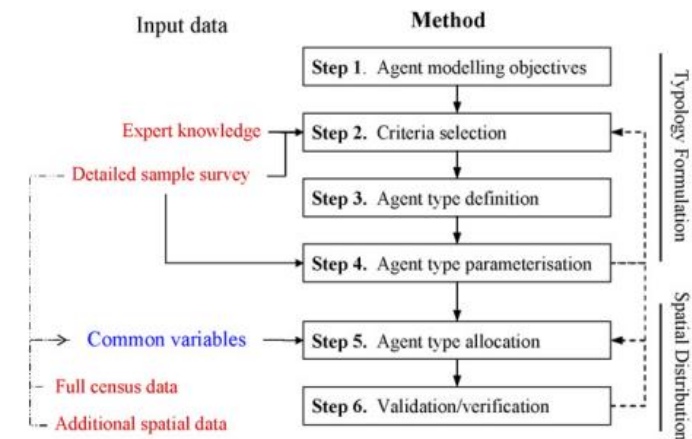 Input data
Method
Step 1. Agent modelling objectives
Expert knowledge
Step 2. Criteria selection
Detailed sample survey
Step 3. Agent type definition
Step 4. Agent type parameterisation
Common variables
Step 5. Agent type allocation
Full census data
Step 6. Validation/verification
Additional spatial data
Typology Formulation
Spatial Distribution